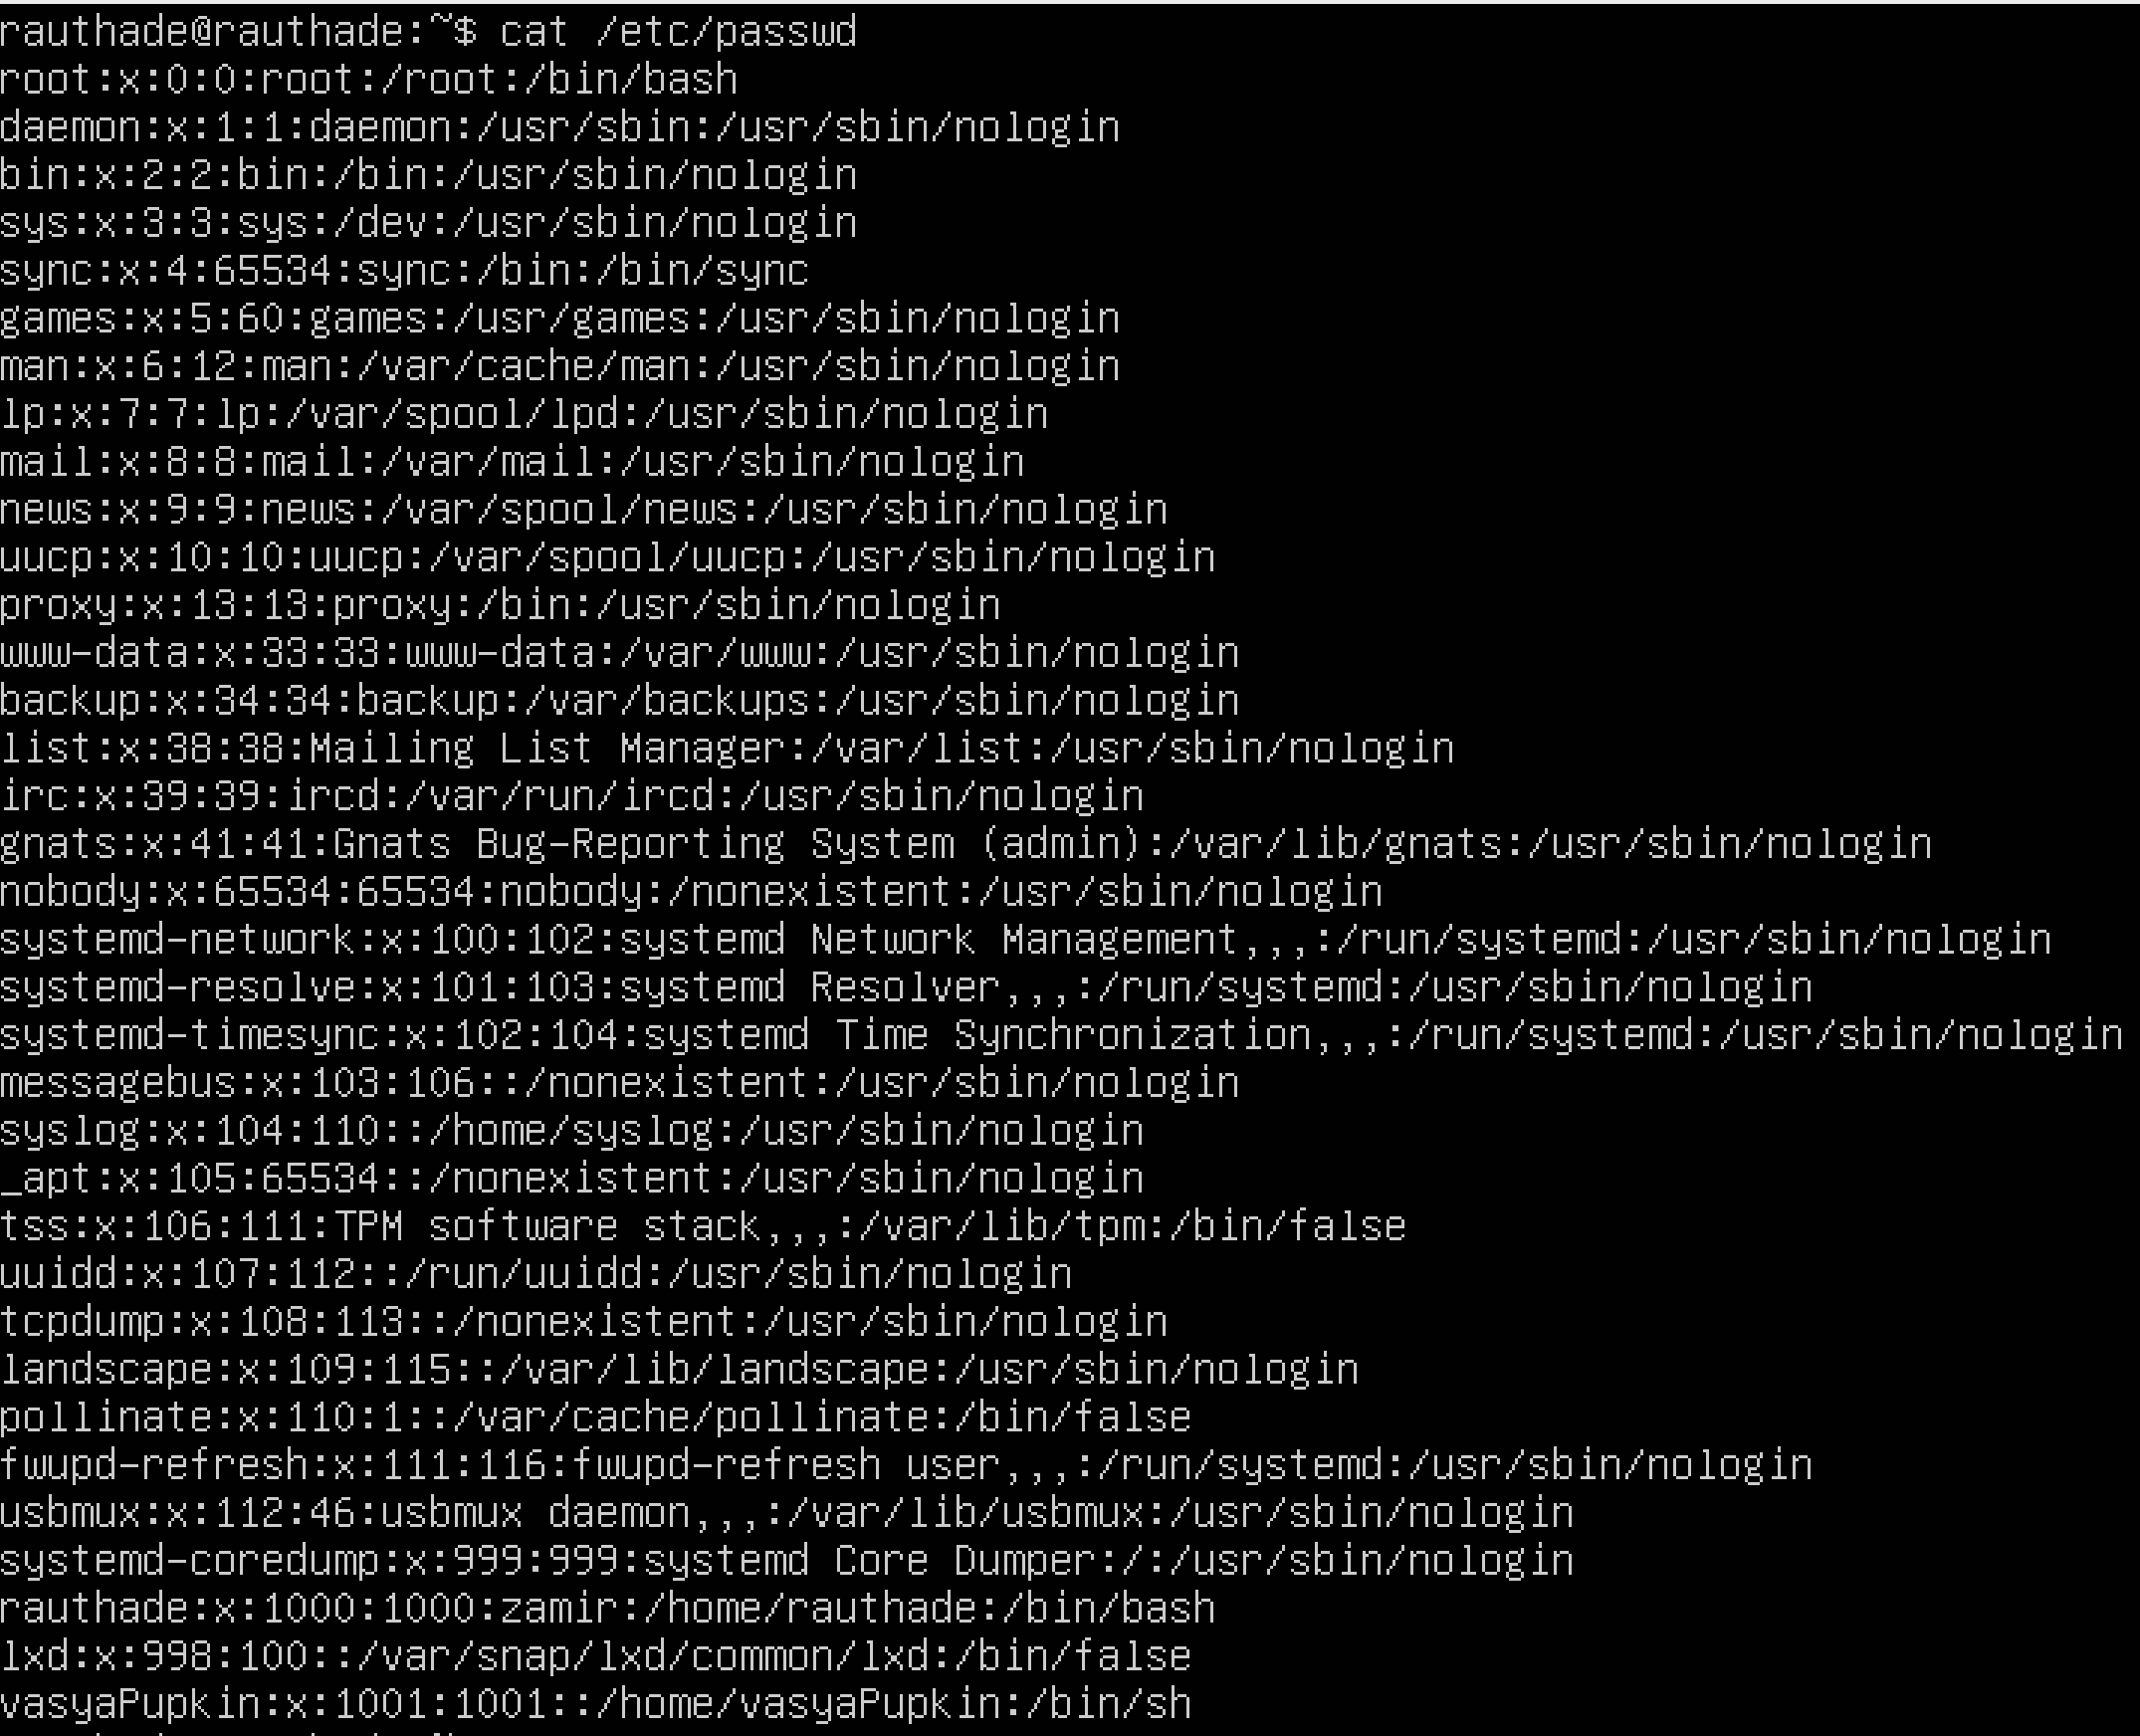 rauthade@rauthade:~$ cat /etc/passwd
root:x:0:0:root:/root:/bin/bash
daemon:x:1:1:daemon:/usr/sbin:/usr/sbin/nologin
bin:x:2:2:bin:/bin:/usr/sbin/nologin
sys:x:3:3:sys:/dev:/usr/sbin/nologin
sync:x:4:65534:sync:/bin:/bin/sync
games:x:5:60:games:/usr/games:/usr/sbin/nologin
man:x:6:12:man:/var/cache/man:/usr/sbin/nologin
lp:x:7:7:lp:/var/spool/lpd:/usr/sbin/nologin
mail:x:8:8:mail:/var/mail:/usr/sbin/nologin
news:x:9:9:news:/var/spool/news:/usr/sbin/nologin
uucp:x:10:10:uucp:/var/spool/uucp:/usr/sbin/nologin
proxy:x:13:13:proxy:/bin:/usr/sbin/nologin
www-data:x:33:33:www-data:/var/www:/usr/sbin/nologin
backup:x:34:34:backup:/var/backups:/usr/sbin/nologin
list:x:38:38:Mailing List Manager:/var/list:/usr/sbin/nologin
irc:x:39:39:ircd:/var/run/ircd:/usr/sbin/nologin
gnats:x:41:41:Gnats Bug-Reporting System (admin):/var/lib/gnats:/usr/sbin/nologin
nobody:x:65534:65534:nobody:/nonexistent:/usr/sbin/nologin
systemd-network:x:100:102:systemd Network Management,,,:/run/systemd:/usr/sbin/nologin
systemd-resolve:x:101:103:systemd Resolver,,,:/run/systemd:/usr/sbin/nologin
systemd-timesync:x:102:104:systemd Time Synchronization,,,:/run/systemd:/usr/sbin/nologin
messagebus:x:103:106::/nonexistent:/usr/sbin/nologin
syslog:x:104:110::/home/syslog:/usr/sbin/nologin
_apt:x:105:65534::/nonexistent:/usr/sbin/nologin
tss:x:106:111:TPM software stack,,,:/var/lib/tpm:/bin/false
uuidd:x:107:112::/run/uuidd:/usr/sbin/nologin
tcpdump:x:108:113::/nonexistent:/usr/sbin/nologin
landscape:x:109:115::/var/lib/landscape:/usr/sbin/nologin
pollinate:x:110:1::/var/cache/pollinate:/bin/false
fwupd-refresh:x:111:116:fwupd-refresh user,,,:/run/systemd:/usr/sbin/nologin
usbmux:x:112:46:usbmux daemon,,,:/var/lib/usbmux:/usr/sbin/nologin
systemd-coredump:x:999:999:systemd Core Dumper:/:/usr/sbin/nologin
rauthade:x:1000:1000:zamir:/home/rauthade:/bin/bash
lxd:x:998:100::/var/snap/lxd/common/lxd:/bin/false
vasyaPupkin:x:1001:1001::/home/vasyaPupkin:/bin/sh